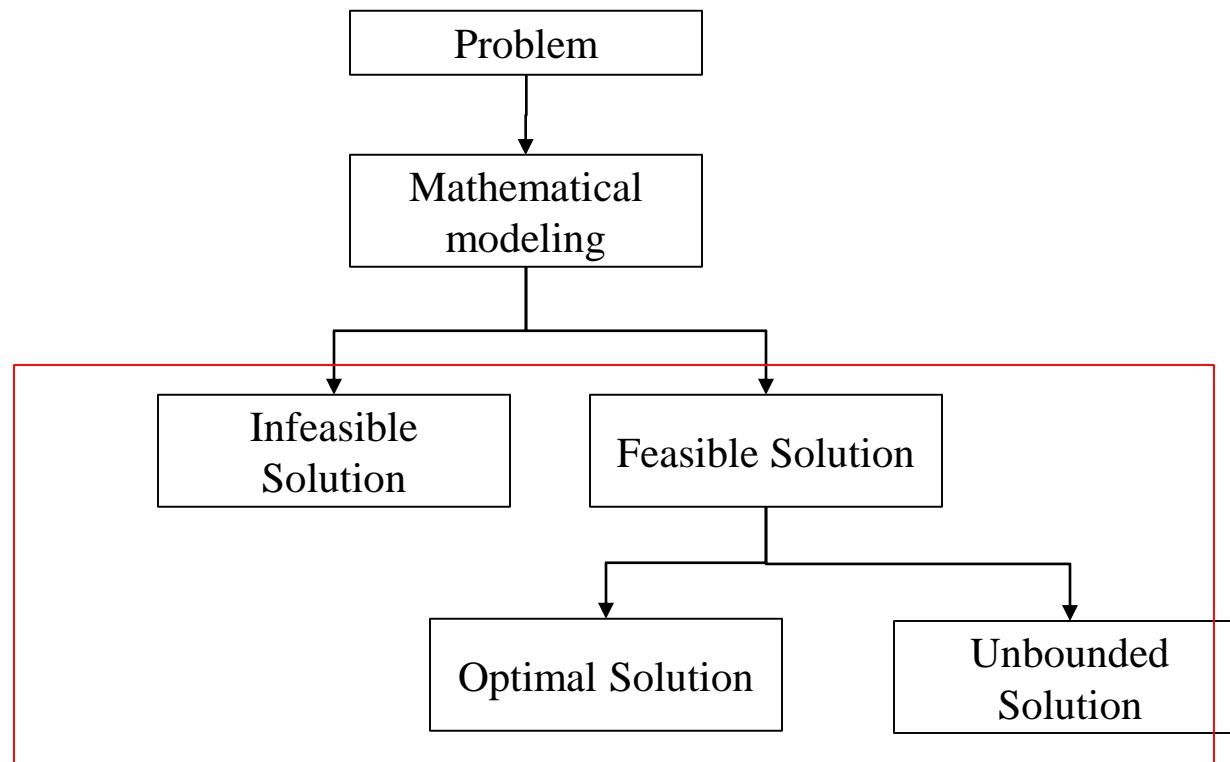 Problem
Mathematical
modeling
Infeasible
Solution
Feasible Solution
Optimal Solution
Unbounded
Solution